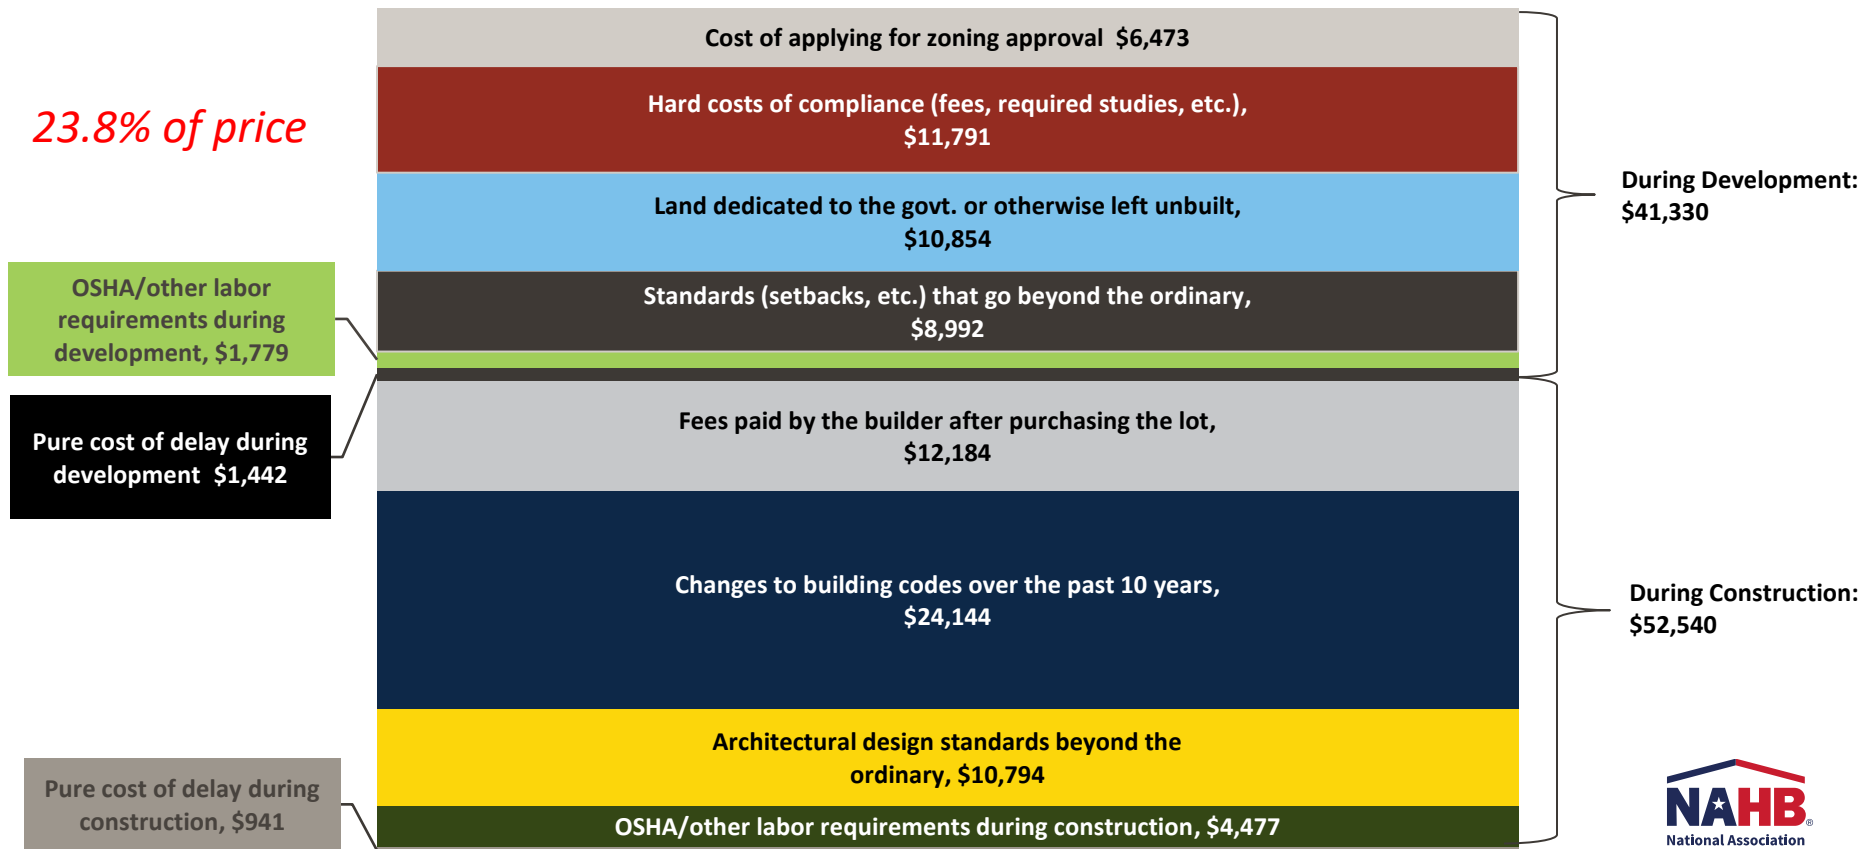 Cost of applying for zoning approval $6,473
23.8% of price
Hard costs of compliance (fees, required studies, etc.),
$11,791
Land dedicated to the govt. or otherwise left unbuilt,
$10,854
During Development:
$41,330
Standards (setbacks, etc.) that go beyond the ordinary,
$8,992
OSHA/other labor
requirements during
development, $1,779
Pure cost of delay during
development $1,442
Fees paid by the builder after purchasing the lot,
$12,184
Changes to building codes over the past 10 years,
$24,144
During Construction:
$52,540
Architectural design standards beyond the
ordinary, $10,794
Pure cost of delay during
construction, $941
OSHA/other labor requirements during construction, $4,477
NAHB®
National Association